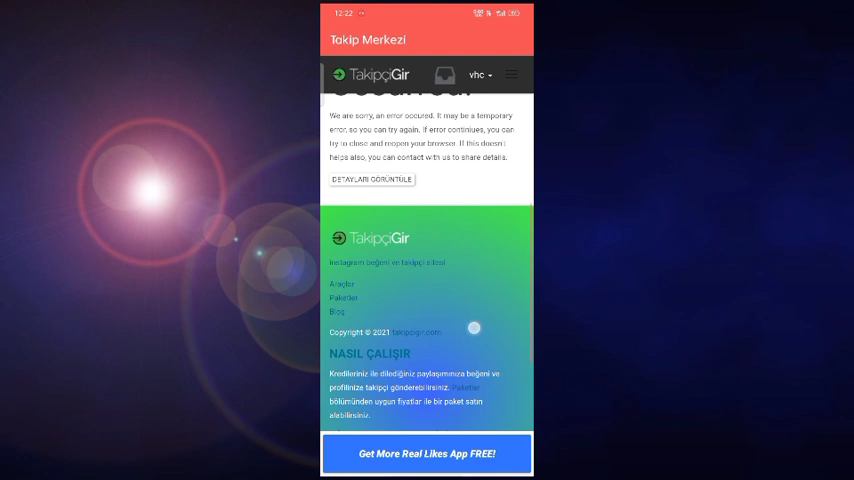 12:22
Takip Merkezi
TakipçiGir
vhc
We are sorry, an error occured. It may be a temporary
error, so you can try again. If error continiues, you can
try to close and reopen your browser. If this doesn't
helps also, you can contact with us to share details.
DETAYLARI GÖRÜNTÜLE
TakipçiGir
instagram beğeni ve takipçi sitesi
Araçlar
Paketler
Blog
Copyright © 2021 takipcigir.com
NASIL ÇALIŞIR
Kredileriniz ile dilediğiniz paylaşımınıza beğeni ve
profilinize takipçi gönderebilirsiniz. Paketler
bölümünden uygun fiyatlar ile bir paket satın
alabilirsiniz.
Get More Real Likes App FREE!